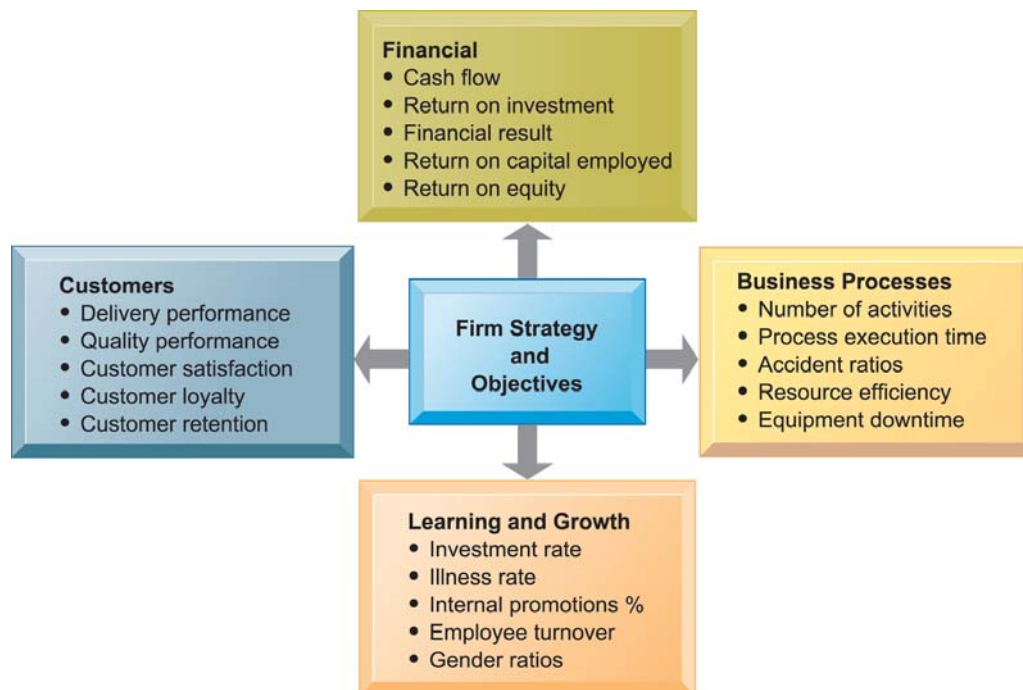 Financial
• Cash flow
• Return on investment
• Financial result
• Return on capital employed
• Return on equity
Customers
• Delivery performance
• Quality performance
• Customer satisfaction
• Customer loyalty
• Customer retention
Firm Strategy
and
Objectives
Business Processes
• Number of activities
• Process execution time
• Accident ratios
• Resource efficiency
• Equipment downtime
Learning and Growth
• Investment rate
• Illness rate
• Internal promotions %
• Employee turnover
• Gender ratios